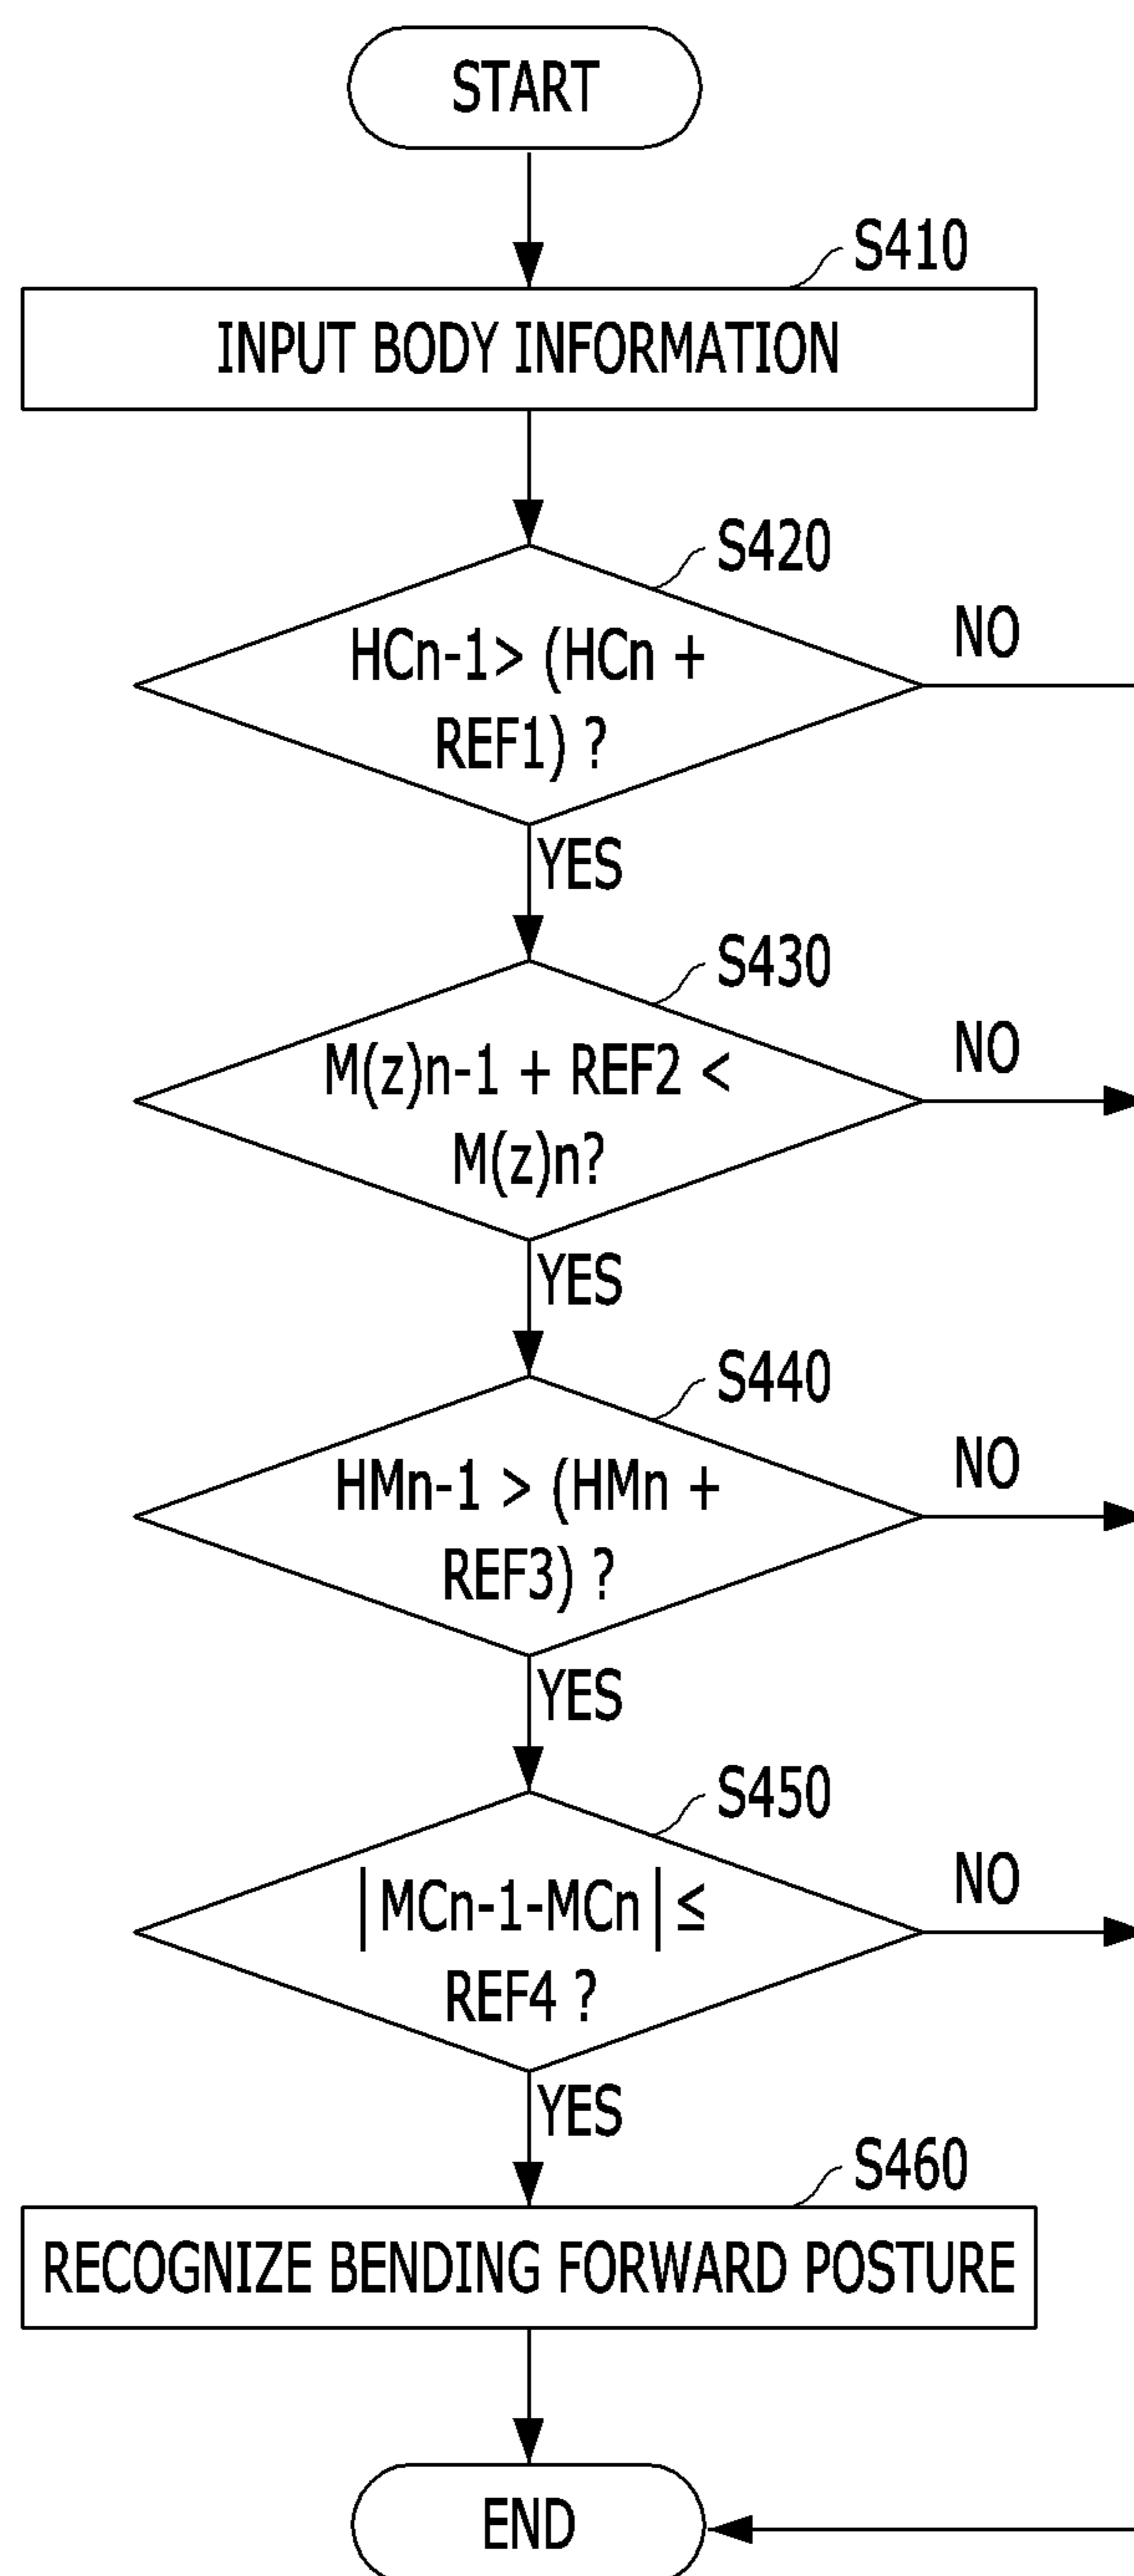 START
S410
INPUT BODY INFORMATION
S420
HCn-1> (HCn +
REF1) ?
NO
YES
S430
M(z)n-1 + REF2 <
M(z)n?
NO
YES
S440
HMn-1 > (HMn +
REF3) ?
NO
YES
S450
|MCn-1-MCn|≤
REF4 ?
NO
YES
S460
RECOGNIZE BENDING FORWARD POSTURE
END